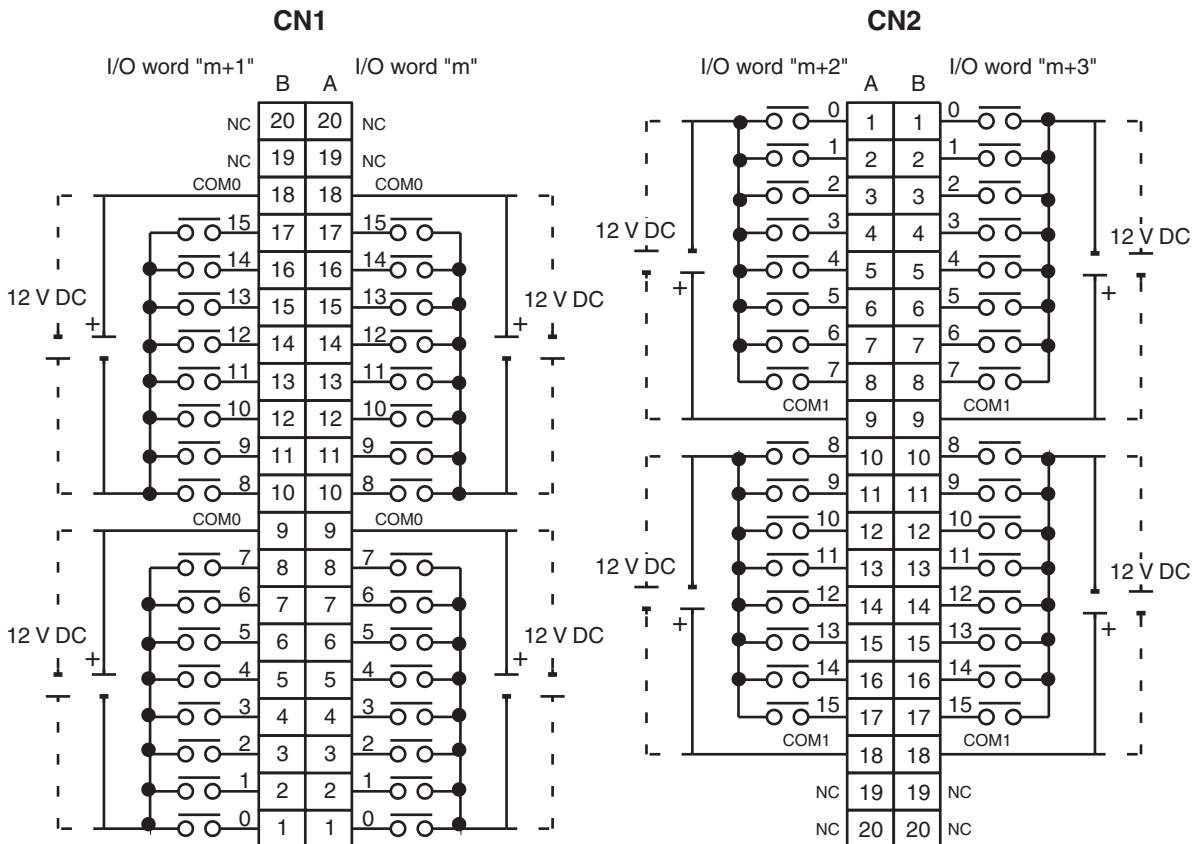 CN1 CN2
I/O word "m+1" B A I/O word "m" I/O word "m+2" A B I/O word "m+3"
NC 20 20 NC 0 1 1 0
NC 19 19 NC 1 2 2 1
COM0 18 18 COM0 2 3 3 2
15 17 17 15 12 V DC 3 4 4 3 12 V DC
14 16 16 14 4 5 5 4
12 V DC 13 15 15 13 12 V DC + 5 6 6 5 +
+ 12 14 14 12 + 6 7 7 6
11 13 13 11 7 8 8 7
10 12 12 10 COM1 9 9 COM1
9 11 11 9 8 10 10 8
8 10 10 8 9 11 11 9
COM0 9 9 COM0 10 12 12 10
7 8 8 7 12 V DC 11 13 13 11 12 V DC
6 7 7 6 12 14 14 12
12 V DC 5 6 6 5 12 V DC + 13 15 15 13 +
+ 4 5 5 4 + 14 16 16 14
3 4 4 3 15 17 17 15
2 3 3 2 COM1 18 18 COM1
1 2 2 1 NC 19 19 NC
0 1 1 0 NC 20 20 NC